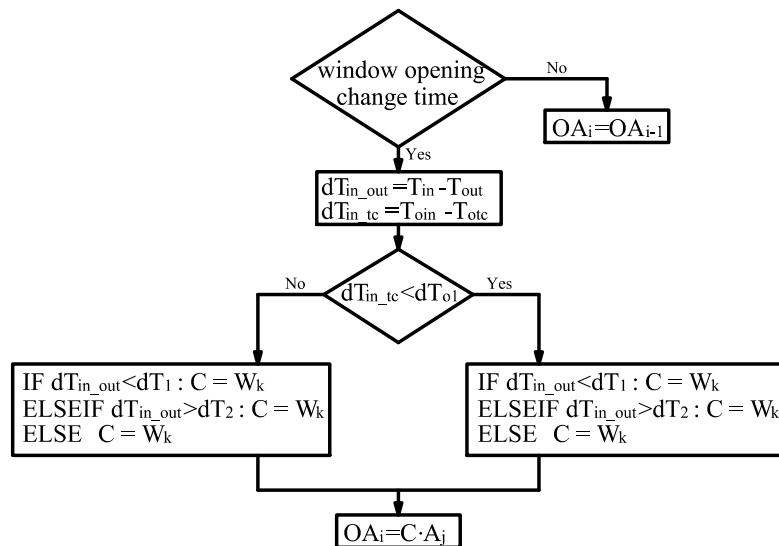 window opening
change time
No
OAi=OAi-1
Yes
dTin_out=Tin-Tout
dTin_tc=Toin-Totc
No
dTin_tc<dTo1
Yes
IF dTin_out<dT1 : C = Wk
ELSEIF dTin_out>dT2 : C = Wk
ELSE C = Wk
IF dTin_out<dT1 : C = Wk
ELSEIF dTin_out>dT2 : C = Wk
ELSE C = Wk
OAi=C·Aj